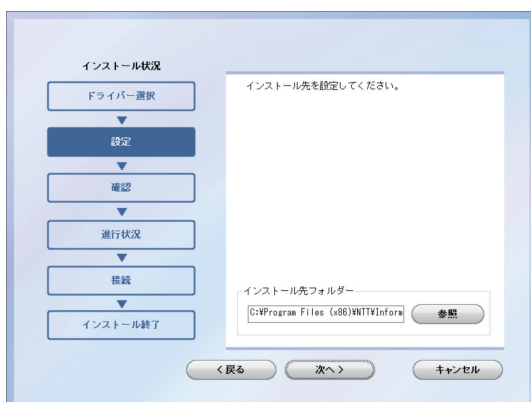 インストール状況
ドライバー選択
設定
確認
進行状況
接続
インストール終了
インストール先を設定してください。
インストール先フォルダー
C:¥Program Files (x86)¥NTT¥Inform
参照
<戻る
次へ>
キャンセル